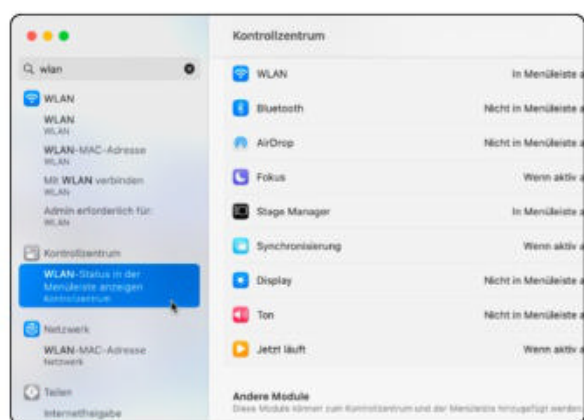 Kontrollzentrum
wlan
WLAN
WLAN
WLAN
WLAN-MAC-Adresse
WLAN
Mit WLAN verbinden
WLAN
Admin erforderlich für:
WLAN
Kontrollzentrum
WLAN-Status in der
Menüleiste anzeigen
Kontrollzentrum
Netzwerk
WLAN-MAC-Adresse
Netzwerk
Teilen
Internetfreigabe
WLAN In Menüleiste a
Bluetooth Nicht in Menüleiste a
AirDrop Nicht in Menüleiste a
Fokus Wenn aktiv a
Stage Manager In Menüleiste a
Synchronisierung Wenn aktiv a
Display Nicht in Menüleiste a
Ton Nicht in Menüleiste a
Jetzt läuft Wenn aktiv a
Andere Module
Diese Module können zum Kontrollzentrum und der Menüleiste hinzugefügt werden